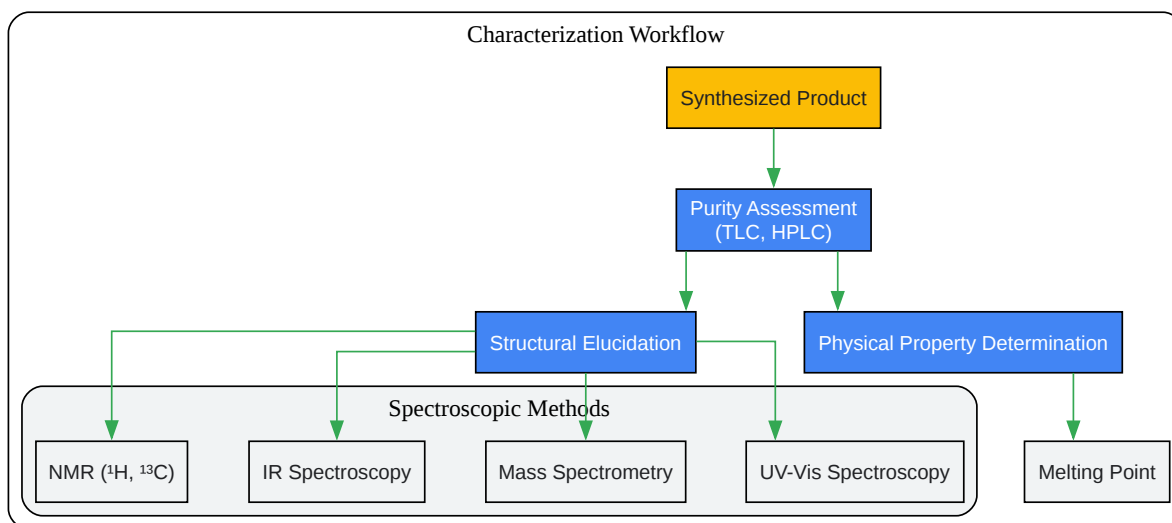 Characterization Workflow
Synthesized Product
Purity Assessment
(TLC, HPLC)
Structural Elucidation
Physical Property Determination
Spectroscopic Methods
NMR (¹H, ¹³C)
IR Spectroscopy
Mass Spectrometry
UV-Vis Spectroscopy
Melting Point